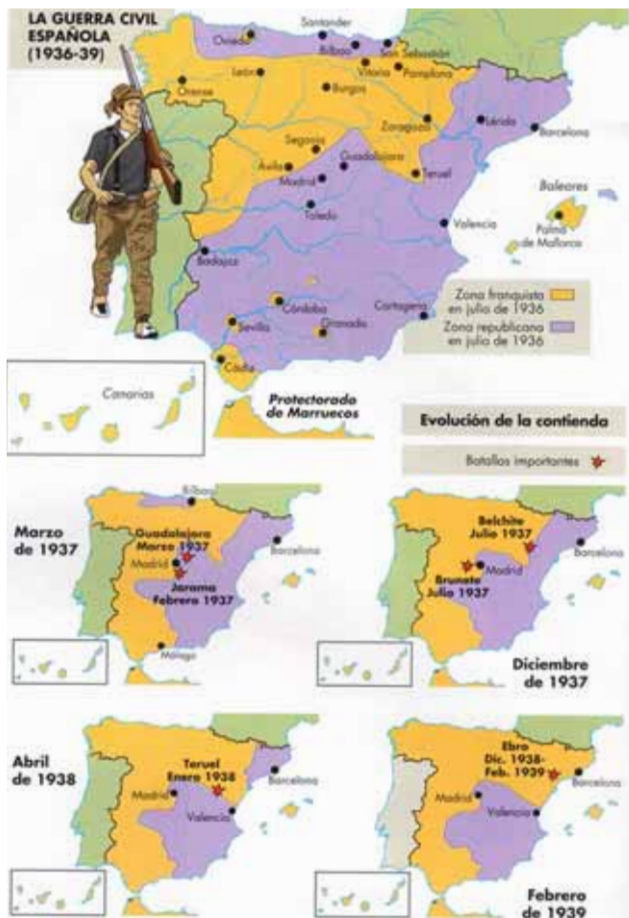 LA GUERRA CIVIL
ESPAÑOLA
(1936-39)
Oviedo
Santander
Bilbao
San Sebastián
León
Vitoria
Pamplona
Orense
Burgos
Zaragoza
Lérida
Barcelona
Segovia
Guadalajara
Ávila
Madrid
Teruel
Baleares
Toledo
Valencia
Palma
de Mallorca
Badajoz
Córdoba
Cartagena
Sevilla
Granada
Cádiz
Zona franquista
en julio de 1936
Zona republicana
en julio de 1936
Canarias
Protectorado
de Marruecos
Evolución de la contienda
Batallas importantes
Marzo
de 1937
Bilbao
Guadalajara
Marzo 1937
Barcelona
Madrid
Jarama
Febrero 1937
Málaga
Belchite
Julio 1937
Barcelona
Madrid
Brunete
Julio 1937
Diciembre
de 1937
Abril
de 1938
Teruel
Enero 1938
Barcelona
Madrid
Valencia
Ebro
Dic. 1938-
Feb. 1939
Barcelona
Madrid
Valencia
Febrero
de 1939